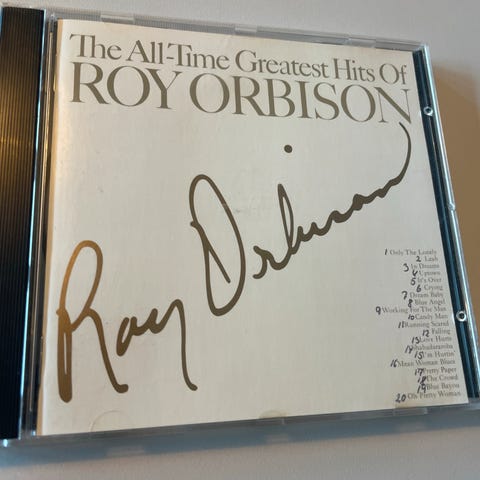 The All-Time Greatest Hits Of
ROY ORBISON
Roy Orbison
1 Only The Lonely
2 Leah
3 In Dreams
4 Uptown
5 It's Over
6 Crying
7 Dream Baby
8 Blue Angel
9 Working For The Man
10 Candy Man
11 Running Scared
12 Falling
13 Love Hurts
14 Shahadaroba
15 I'm Hurtin'
16 Mean Woman Blues
17 Pretty Paper
18 The Crowd
19 Blue Bayou
20 Oh Pretty Woman